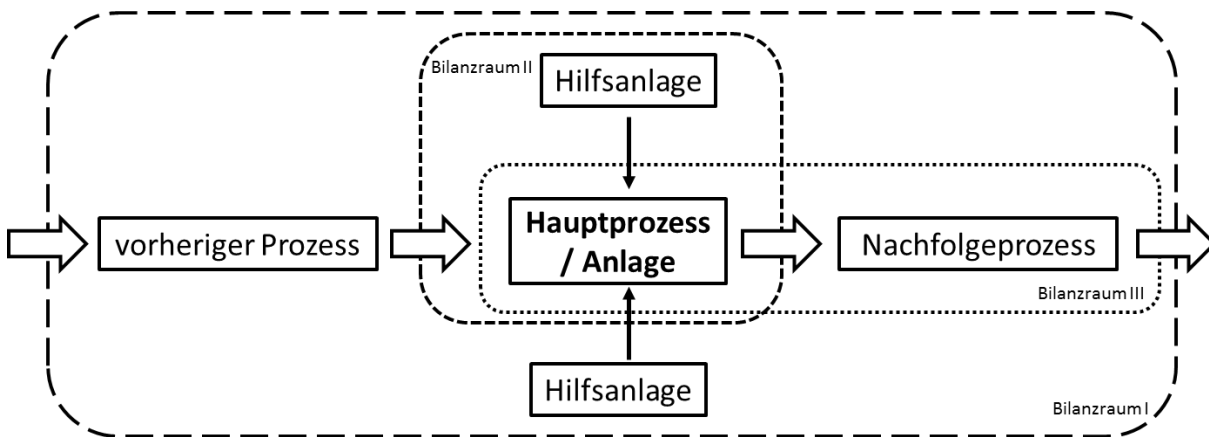 Bilanzraum II
Hilfsanlage
vorheriger Prozess
Hauptprozess
/ Anlage
Nachfolgeprozess
Bilanzraum III
Hilfsanlage
Bilanzraum I